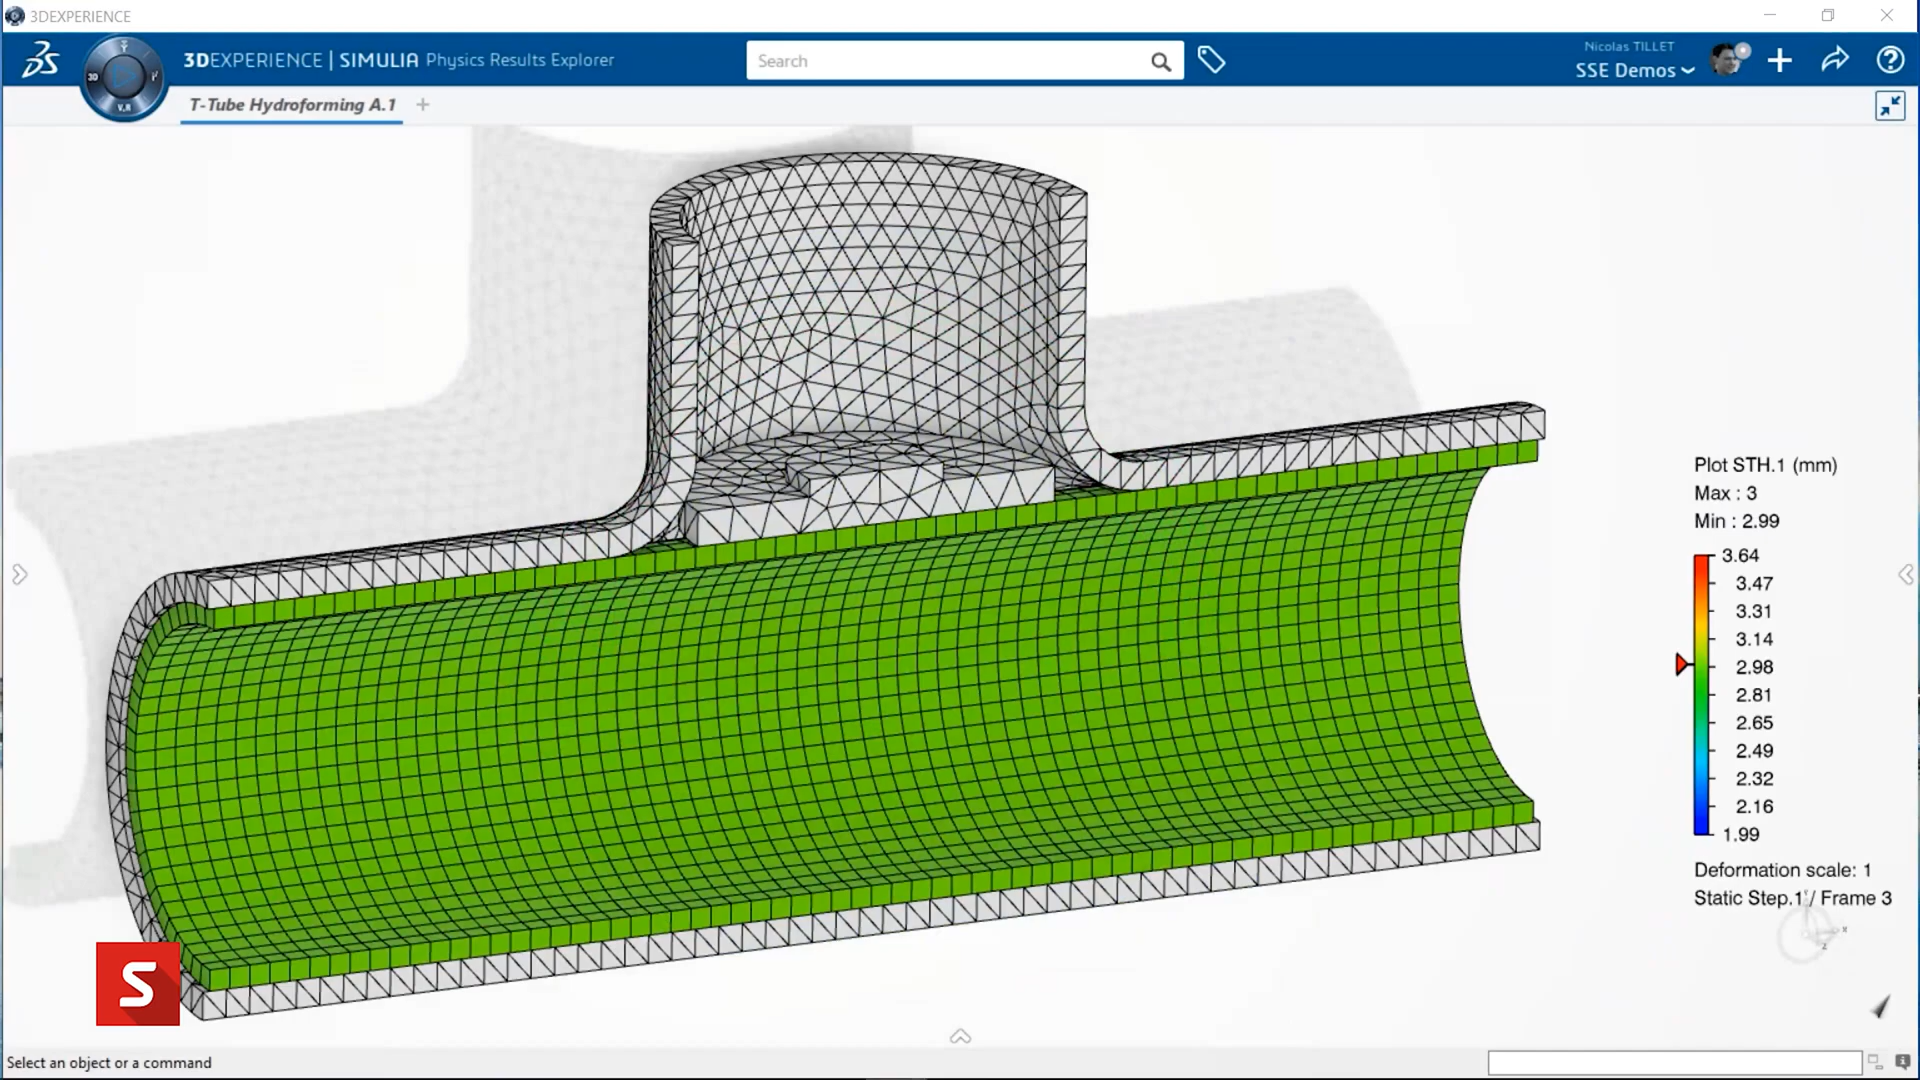 3DEXPERIENCE
3DEXPERIENCE | SIMULIA Physics Results Explorer
Search
Nicolas TILLET
SSE Demos
3D
V.R
T-Tube Hydroforming A.1
Plot STH.1 (mm)
Max : 3
Min : 2.99
3.64
3.47
3.31
3.14
2.98
2.81
2.65
2.49
2.32
2.16
1.99
Deformation scale: 1
Static Step.1 / Frame 3
x
z
S
Select an object or a command